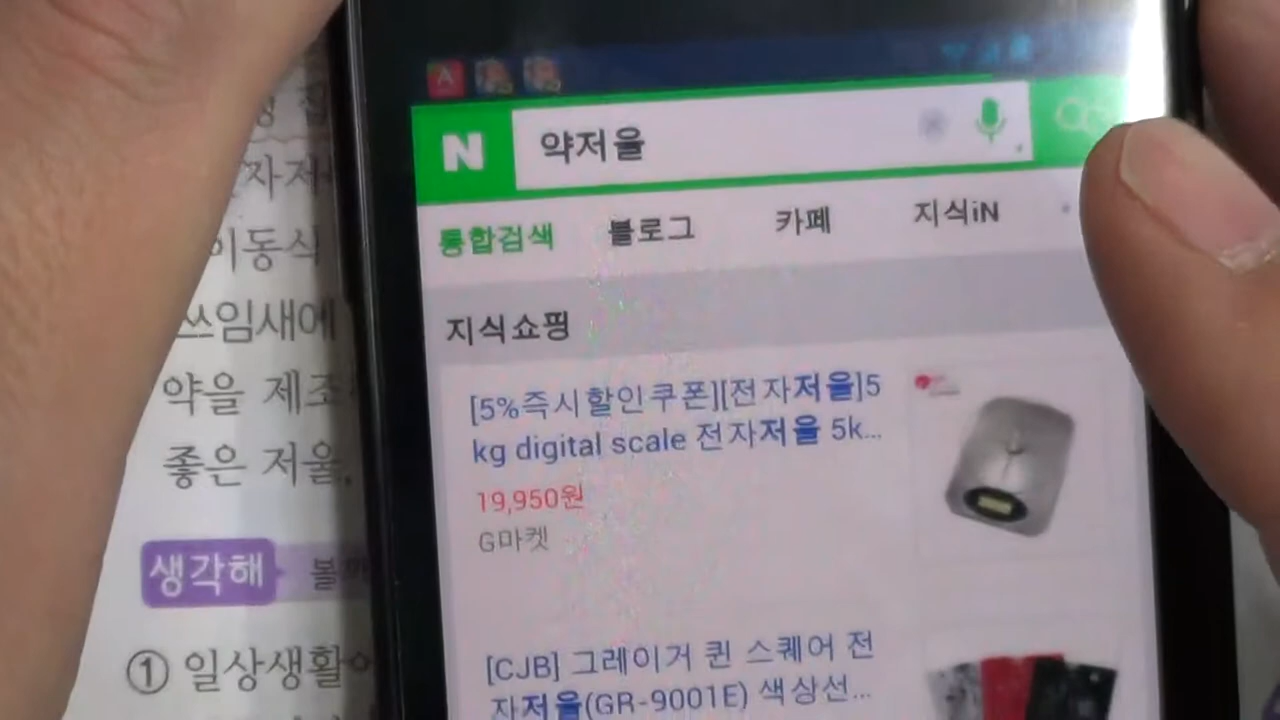 N 약저울
통합검색 블로그 카페 지식iN
지식쇼핑
[5%즉시할인쿠폰][전자저울]5
kg digital scale 전자저울 5k...
19,950원
G마켓
[CJB] 그레이거 퀸 스퀘어 전
자저울(GR-9001E) 색상선...
자저
이동식
쓰임새에
약을 제조
좋은 저울,
생각해 볼
① 일상생활